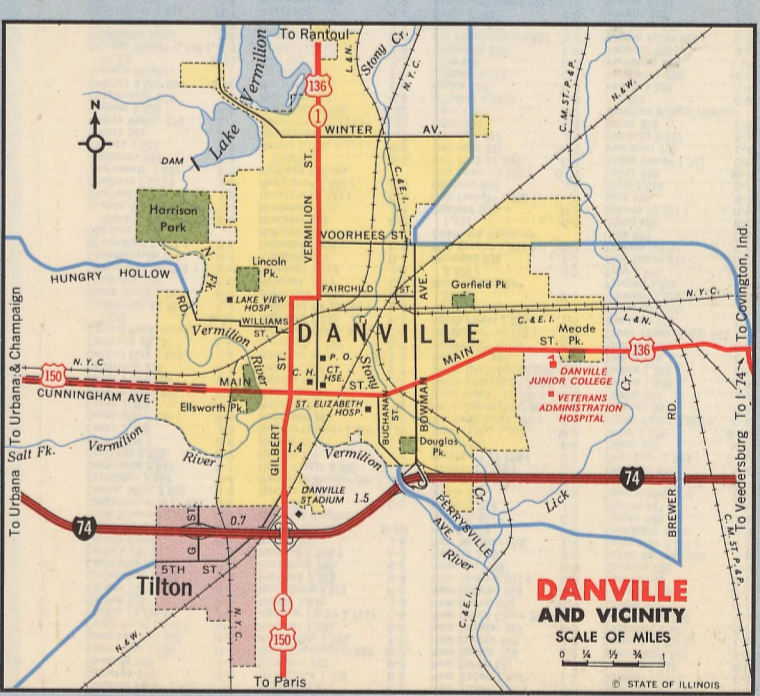 To Rantoul
Vermilion
136
L. & N.
Stony Cr.
N.Y.C.
C.M. ST. P. & P.
N. & W.
N
1
WINTER AV.
Lake
DAM
ST.
C. & E.I.
Harrison
Park
VERMILION
VOORHEES ST.
N. FK.
HUNGRY HOLLOW
RD.
Lincoln
Pk.
LAKE VIEW
HOSP.
FAIRCHILD ST.
AVE.
Garfield Pk
N.Y.C.
To Covington, Ind.
WILLIAMS
ST.
C. & E.I.
L. & N.
Vermilion
River
DANVILLE
Meade
Pk.
MAIN ST.
136
N.Y.C
150
P. O.
C. H.
CT.
HSE.
Stony
ST.
DANVILLE
JUNIOR COLLEGE
Cr.
To Urbana & Champaign
CUNNINGHAM AVE.
MAIN ST.
Ellsworth Pk.
ST. ELIZABETH
HOSP.
BUCHANAN
ST.
BOWMAN
VETERANS
ADMINISTRATION
HOSPITAL
RD.
To I-74
Salt Fk. Vermilion River
GILBERT
1.4
Vermilion
Douglas
Pk.
To Veedersburg
To Urbana
DANVILLE
STADIUM
1.5
74
74
Cr.
Lick
BREWER
ST.
G
0.7
PERRYSVILLE
AVE.
River
C. M. ST. P. & P.
5TH ST.
Tilton
DANVILLE
AND VICINITY
SCALE OF MILES
0 ¼ ½ ¾ 1
1
150
N.Y.C.
N. & W.
C. & E.I.
To Paris
© STATE OF ILLINOIS